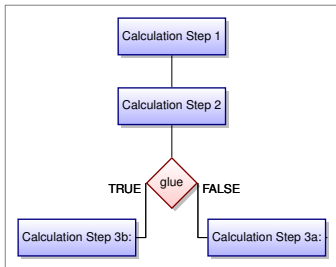 Calculation Step 1
Calculation Step 2
glue
TRUE
FALSE
Calculation Step 3b:
Calculation Step 3a: